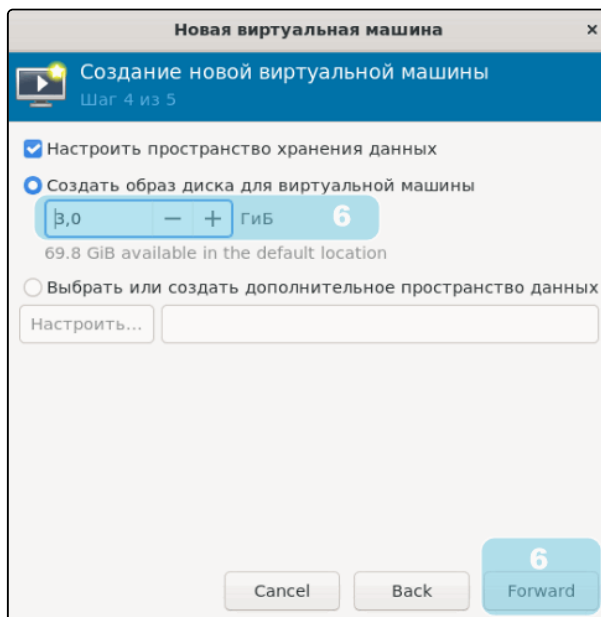 Новая виртуальная машина ×
Создание новой виртуальной машины
Шаг 4 из 5
Настроить пространство хранения данных
Создать образ диска для виртуальной машины
3,0 − + ГиБ 6
69.8 GiB available in the default location
Выбрать или создать дополнительное пространство данных
Настроить...
6
Cancel Back Forward